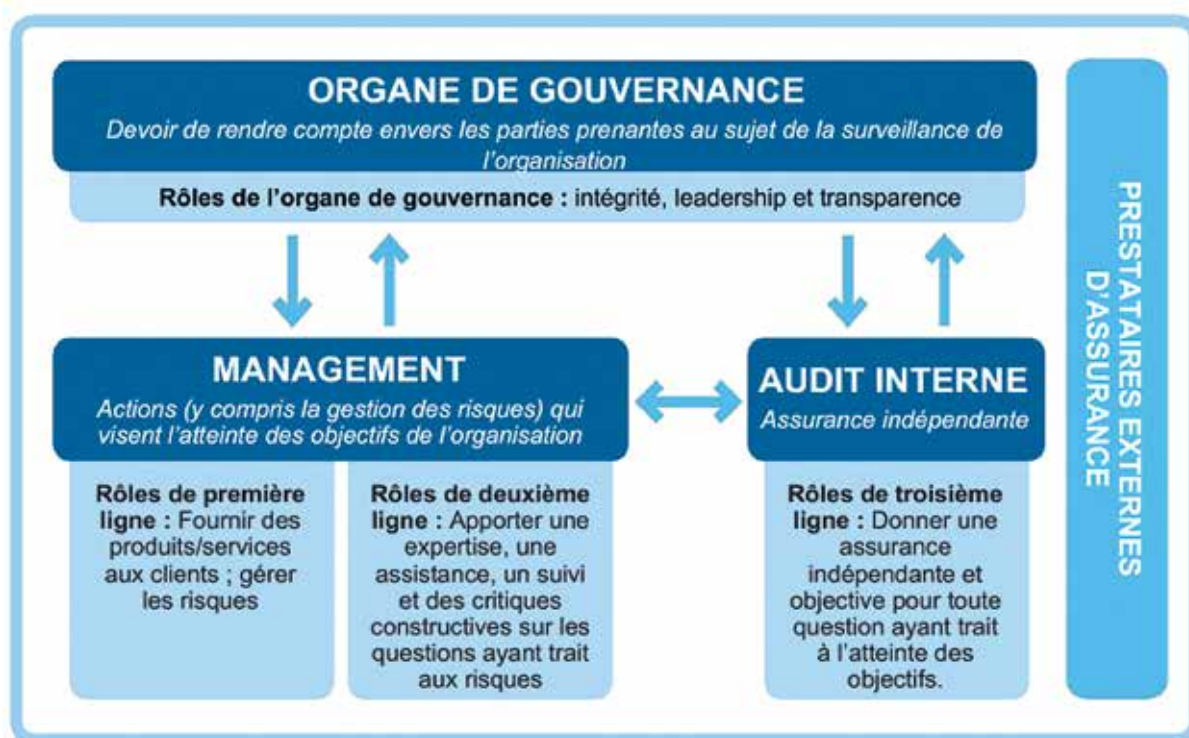 ORGANE DE GOUVERNANCE
Devoir de rendre compte envers les parties prenantes au sujet de la surveillance de
l’organisation
Rôles de l’organe de gouvernance : intégrité, leadership et transparence
MANAGEMENT
Actions (y compris la gestion des risques) qui
visent l’atteinte des objectifs de l’organisation
Rôles de première
ligne : Fournir des
produits/services
aux clients ; gérer
les risques
Rôles de deuxième
ligne : Apporter une
expertise, une
assistance, un suivi
et des critiques
constructives sur les
questions ayant trait
aux risques
AUDIT INTERNE
Assurance indépendante
Rôles de troisième
ligne : Donner une
assurance
indépendante et
objective pour toute
question ayant trait
à l’atteinte des
objectifs.
PRESTATAIRES EXTERNES
D’ASSURANCE